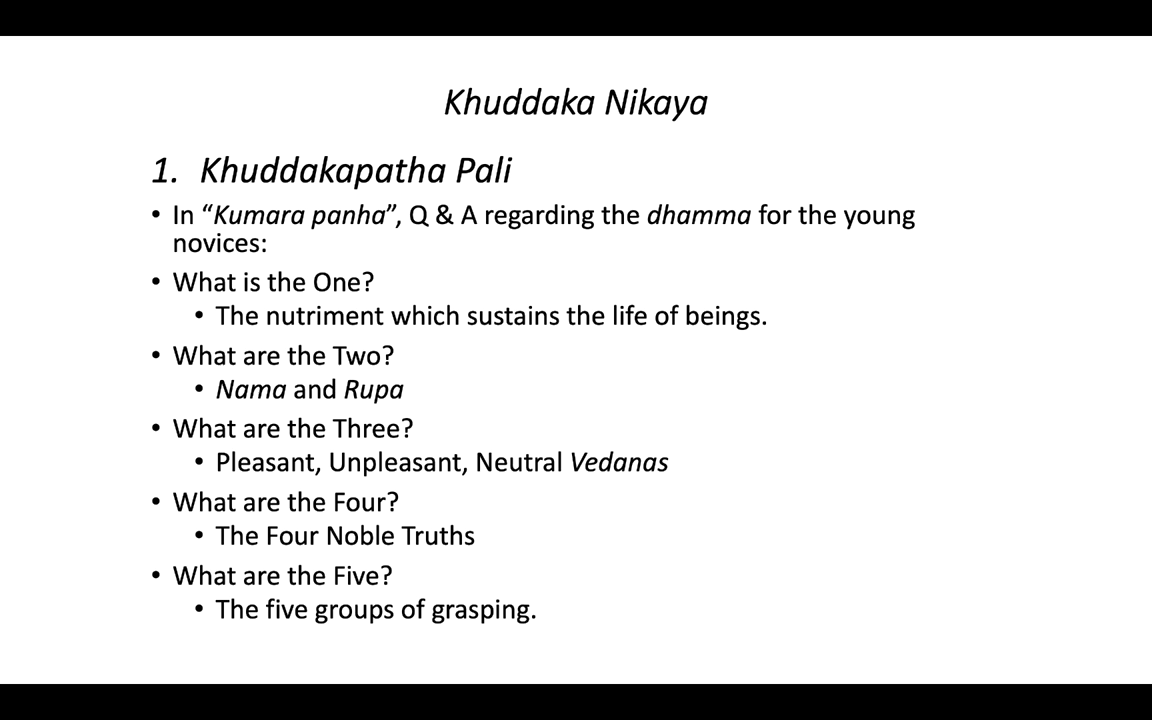 Khuddaka Nikaya
1. Khuddakapatha Pali
• In “Kumara panha”, Q & A regarding the dhamma for the young
novices:
• What is the One?
• The nutriment which sustains the life of beings.
• What are the Two?
• Nama and Rupa
• What are the Three?
• Pleasant, Unpleasant, Neutral Vedanas
• What are the Four?
• The Four Noble Truths
• What are the Five?
• The five groups of grasping.